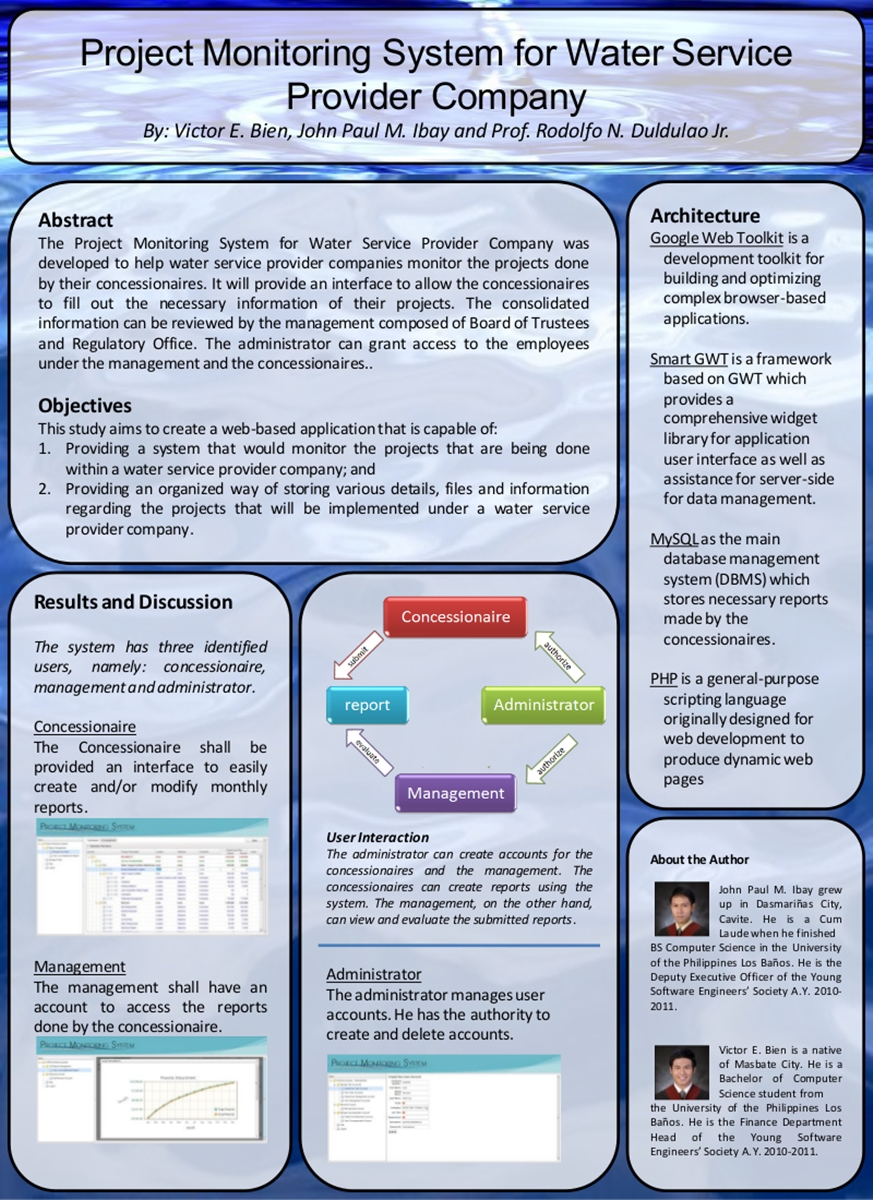 Project Monitoring System for Water Service
Provider Company
By: Victor E. Bien, John Paul M. Ibay and Prof. Rodolfo N. Duldulao Jr.
Abstract
The Project Monitoring System for Water Service Provider Company was
developed to help water service provider companies monitor the projects done
by their concessionaires. It will provide an interface to allow the concessionaires
to fill out the necessary information of their projects. The consolidated
information can be reviewed by the management composed of Board of Trustees
and Regulatory Office. The administrator can grant access to the employees
under the management and the concessionaires..
Objectives
This study aims to create a web-based application that is capable of:
1. Providing a system that would monitor the projects that are being done
within a water service provider company; and
2. Providing an organized way of storing various details, files and information
regarding the projects that will be implemented under a water service
provider company.
Architecture
Google Web Toolkit is a
development toolkit for
building and optimizing
complex browser-based
applications.
Smart GWT is a framework
based on GWT which
provides a
comprehensive widget
library for application
user interface as well as
assistance for server-side
for data management.
MySQL as the main
database management
system (DBMS) which
stores necessary reports
made by the
concessionaires.
PHP is a general-purpose
scripting language
originally designed for
web development to
produce dynamic web
pages
Results and Discussion
The system has three identified
users, namely: concessionaire,
management and administrator.
Concessionaire
The Concessionaire shall be
provided an interface to easily
create and/or modify monthly
reports.
PROJECT MONITORING SYSTEM
Management
The management shall have an
account to access the reports
done by the concessionaire.
PROJECT MONITORING SYSTEM
Concessionaire
submit
authorize
report
Administrator
evaluate
authorize
Management
User Interaction
The administrator can create accounts for the
concessionaires and the management. The
concessionaires can create reports using the
system. The management, on the other hand,
can view and evaluate the submitted reports.
Administrator
The administrator manages user
accounts. He has the authority to
create and delete accounts.
PROJECT MONITORING SYSTEM
About the Author
John Paul M. Ibay grew
up in Dasmariñas City,
Cavite. He is a Cum
Laude when he finished
BS Computer Science in the University
of the Philippines Los Baños. He is the
Deputy Executive Officer of the Young
Software Engineers' Society A.Y. 2010-
2011.
Victor E. Bien is a native
of Masbate City. He is a
Bachelor of Computer
Science student from
the University of the Philippines Los
Baños. He is the Finance Department
Head of the Young Software
Engineers' Society A.Y. 2010-2011.